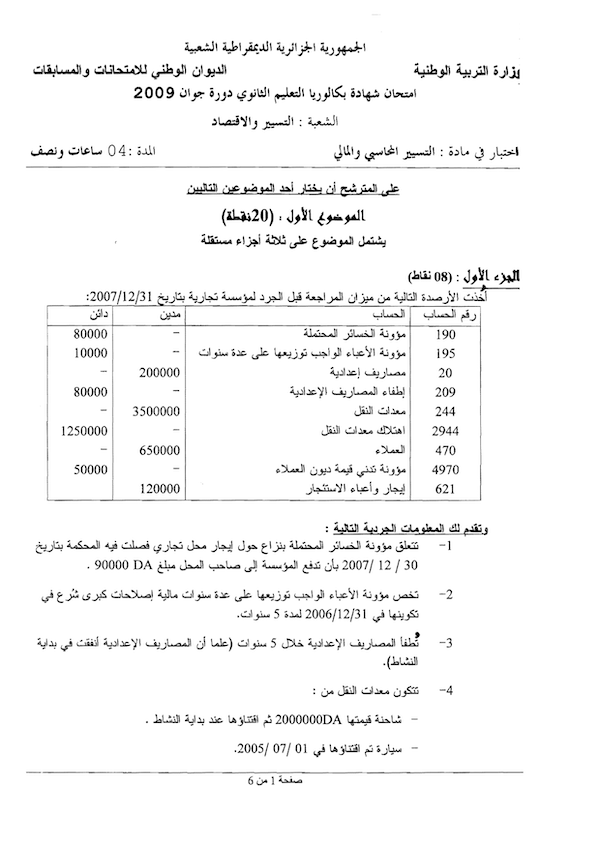 الجمهورية الجزائرية الديمقراطية الشعبية
وزارة التربية الوطنية الديوان الوطني للامتحانات والمسابقات
امتحان شهادة بكالوريا التعليم الثانوي دورة جوان 2009
الشعبة : التسيير والاقتصاد
اختبار في مادة : التسيير المحاسبي والمالي المدة : 04 ساعات ونصف
على المترشح أن يختار أحد الموضوعين التاليين
الموضوع الأول : (20نقطة)
يشتمل الموضوع على ثلاثة أجزاء مستقلة
الجزء الأول : (08 نقاط)
أُخذت الأرصدة التالية من ميزان المراجعة قبل الجرد لمؤسسة تجارية بتاريخ 2007/12/31:
رقم الحساب الحساب مدين دائن
190 مؤونة الخسائر المحتملة – 80000
195 مؤونة الأعباء الواجب توزيعها على عدة سنوات – 10000
20 مصاريف إعدادية 200000 –
209 إطفاء المصاريف الإعدادية – 80000
244 معدات النقل 3500000 –
2944 اهتلاك معدات النقل – 1250000
470 العملاء 650000 –
4970 مؤونة تدني قيمة ديون العملاء – 50000
621 إيجار وأعباء الاستئجار 120000
وتقدم لك المعلومات الجردية التالية :
1– تتعلق مؤونة الخسائر المحتملة بنزاع حول إيجار محل تجاري فصلت فيه المحكمة بتاريخ
30 / 12 /2007 بأن تدفع المؤسسة إلى صاحب المحل مبلغ 90000 DA .
2– تخص مؤونة الأعباء الواجب توزيعها على عدة سنوات مالية إصلاحات كبرى شُرع في
تكوينها في 2006/12/31 لمدة 5 سنوات.
3– تُطفأ المصاريف الإعدادية خلال 5 سنوات (علما أن المصاريف الإعدادية أنفقت في بداية
النشاط).
4– تتكون معدات النقل من :
– شاحنة قيمتها 2000000DA تم اقتناؤها عند بداية النشاط .
– سيارة تم اقتناؤها في 01 /07 /2005.
صفحة 1 من 6